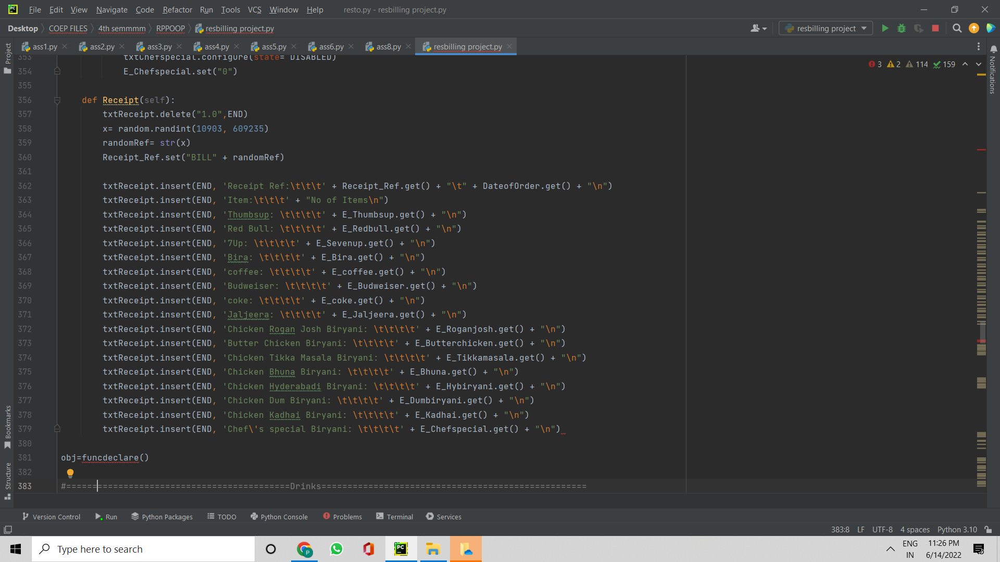 File Edit View Navigate Code Refactor Run Tools VCS Window Help resto.py - resbilling project.py
Desktop COEP FILES 4th semmmm RPPOOP resbilling project.py resbilling project
Project ass1.py ass2.py ass3.py ass4.py ass5.py ass6.py ass8.py resbilling project.py
353 txtChefspecial.configure(state= DISABLED)
3 2 114 159
354 E_Chefspecial.set("0")
Notifications
355
356 def Receipt(self):
357 txtReceipt.delete("1.0",END)
358 x= random.randint(10903, 609235)
359 randomRef= str(x)
360 Receipt_Ref.set("BILL" + randomRef)
361
362 txtReceipt.insert(END, 'Receipt Ref:\t\t\t' + Receipt_Ref.get() + "\t" + DateofOrder.get() + "\n")
363 txtReceipt.insert(END, 'Item:\t\t\t' + "No of Items\n")
364 txtReceipt.insert(END, 'Thumbsup: \t\t\t\t' + E_Thumbsup.get() + "\n")
365 txtReceipt.insert(END, 'Red Bull: \t\t\t\t' + E_Redbull.get() + "\n")
366 txtReceipt.insert(END, '7Up: \t\t\t\t' + E_Sevenup.get() + "\n")
367 txtReceipt.insert(END, 'Bira: \t\t\t\t' + E_Bira.get() + "\n")
368 txtReceipt.insert(END, 'coffee: \t\t\t\t' + E_coffee.get() + "\n")
369 txtReceipt.insert(END, 'Budweiser: \t\t\t\t' + E_Budweiser.get() + "\n")
370 txtReceipt.insert(END, 'coke: \t\t\t\t' + E_coke.get() + "\n")
371 txtReceipt.insert(END, 'Jaljeera: \t\t\t\t' + E_Jaljeera.get() + "\n")
372 txtReceipt.insert(END, 'Chicken Rogan Josh Biryani: \t\t\t\t' + E_Roganjosh.get() + "\n")
373 txtReceipt.insert(END, 'Butter Chicken Biryani: \t\t\t\t' + E_Butterchicken.get() + "\n")
374 txtReceipt.insert(END, 'Chicken Tikka Masala Biryani: \t\t\t\t' + E_Tikkamasala.get() + "\n")
375 txtReceipt.insert(END, 'Chicken Bhuna Biryani: \t\t\t\t' + E_Bhuna.get() + "\n")
376 txtReceipt.insert(END, 'Chicken Hyderabadi Biryani: \t\t\t\t' + E_Hybiryani.get() + "\n")
377 txtReceipt.insert(END, 'Chicken Dum Biryani: \t\t\t\t' + E_Dumbiryani.get() + "\n")
378 txtReceipt.insert(END, 'Chicken Kadhai Biryani: \t\t\t\t' + E_Kadhai.get() + "\n")
379 txtReceipt.insert(END, 'Chef\'s special Biryani: \t\t\t\t' + E_Chefspecial.get() + "\n")
Bookmarks
380
381 obj=funcdeclare()
382
Structure
383 #===========================================Drinks===================================================
Version Control Run Python Packages TODO Python Console Problems Terminal Services
383:8 LF UTF-8 4 spaces Python 3.10
Type here to search
ENG 11:26 PM
IN 6/14/2022